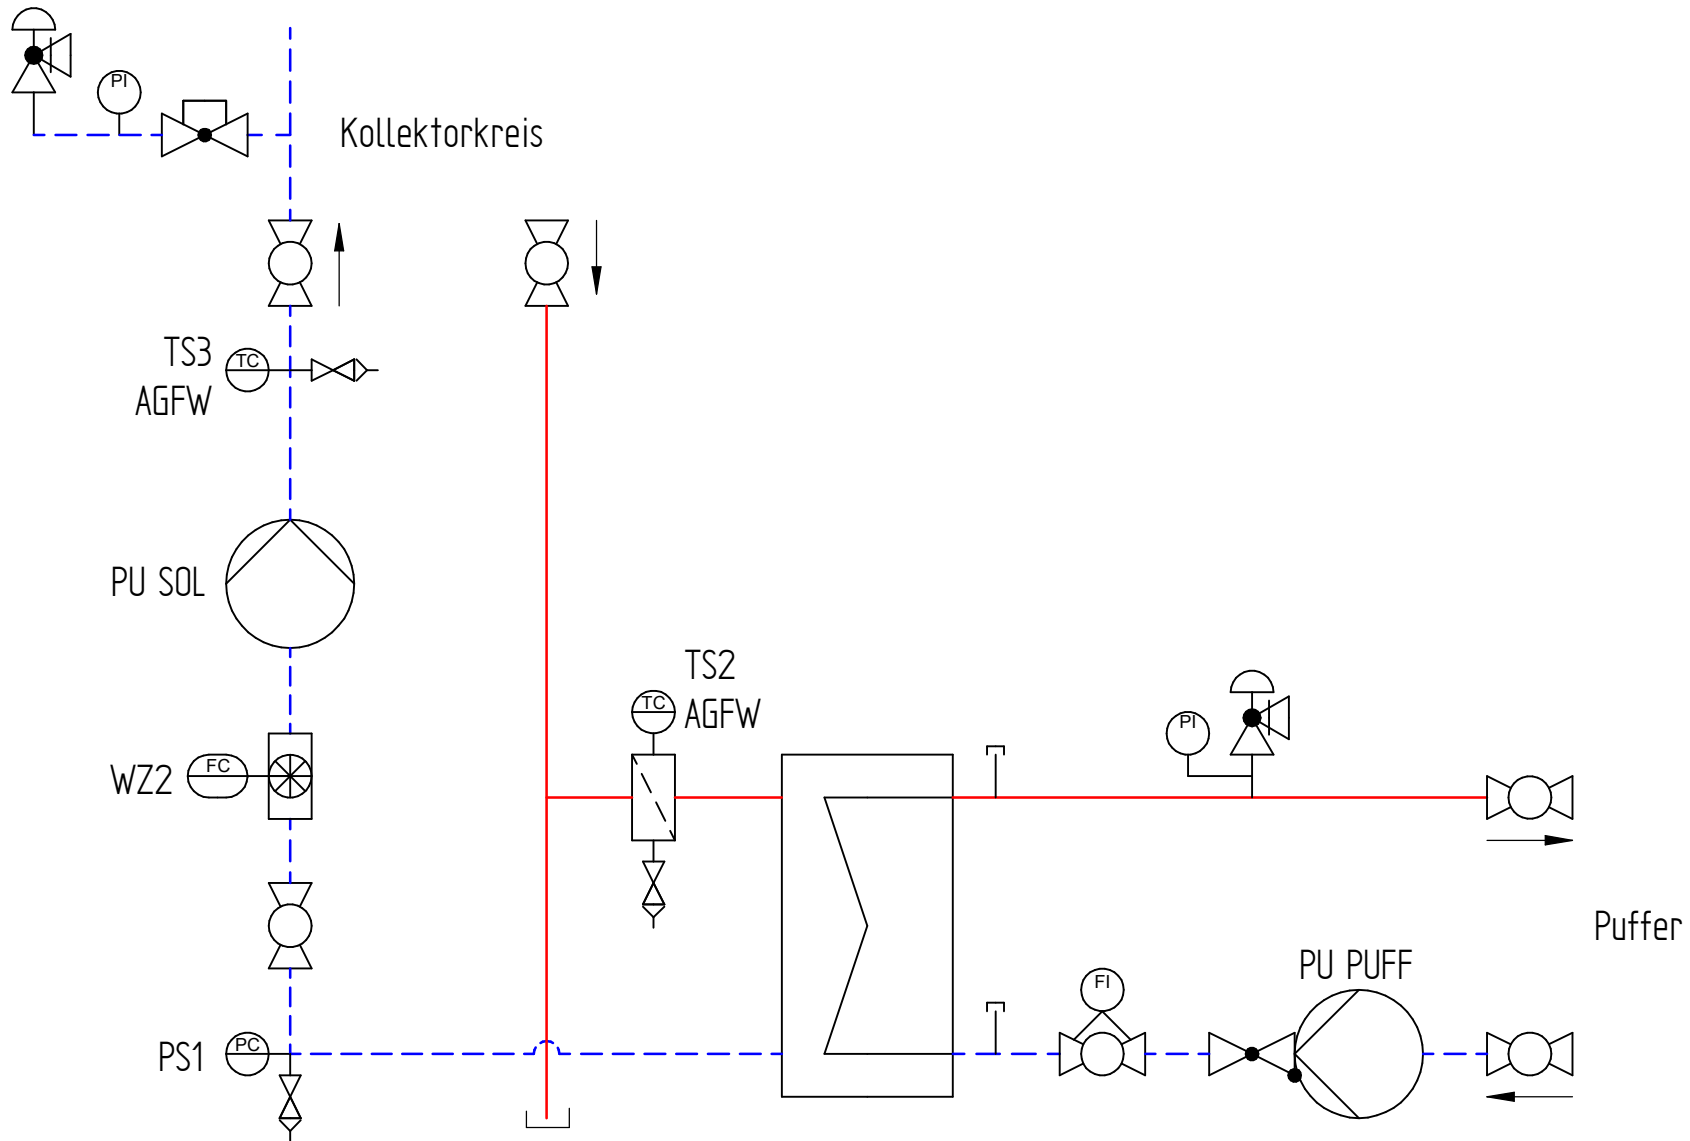 PI
Kollektorkreis
TS3
TC
AGFW
PU SOL
TS2
TC
AGFW
PI
WZ2
FC
Puffer
PU PUFF
FI
PS1
PC